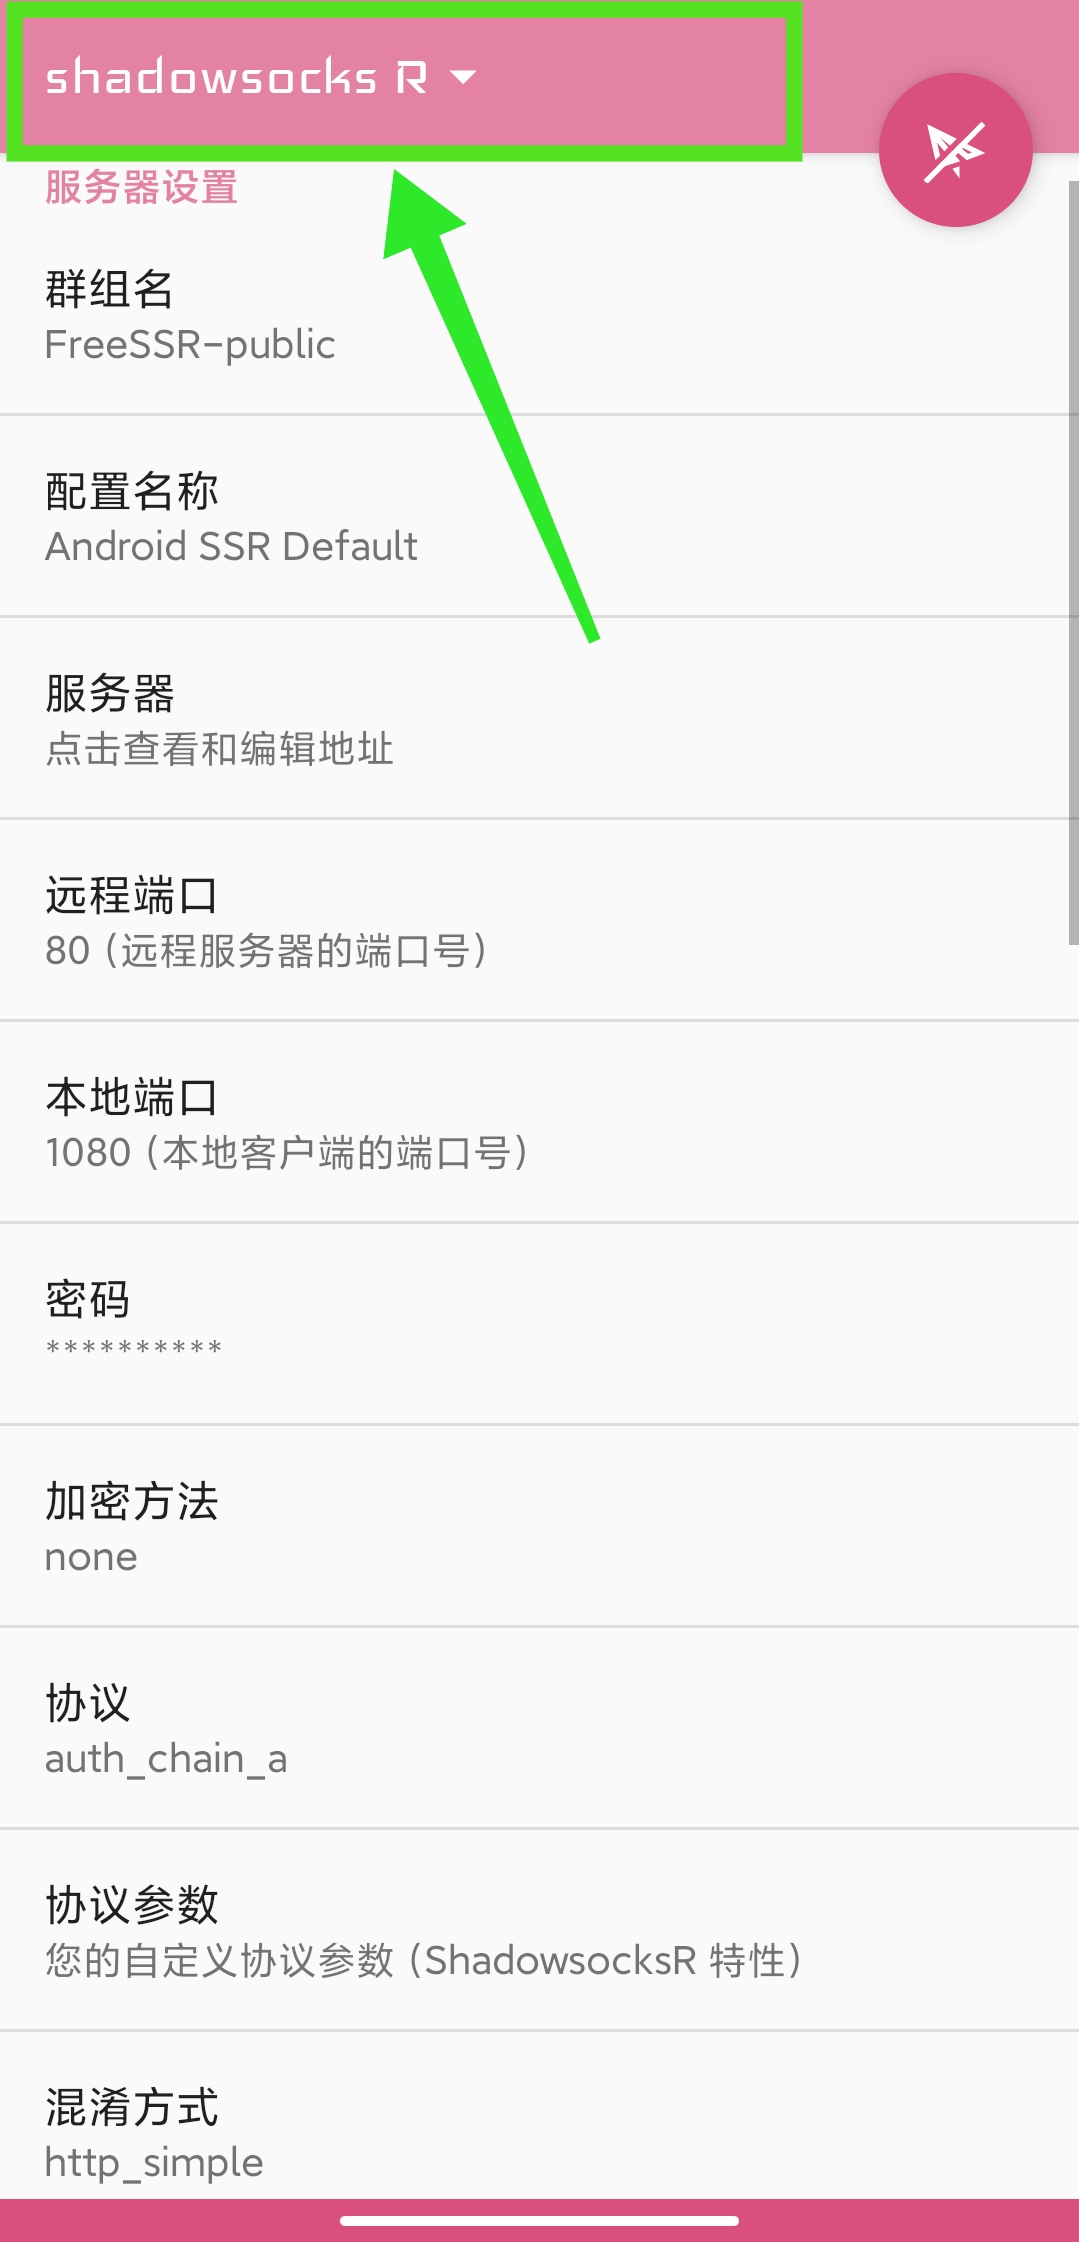 shadowsocks R
服务器设置
群组名
FreeSSR-public
配置名称
Android SSR Default
服务器
点击查看和编辑地址
远程端口
80 (远程服务器的端口号)
本地端口
1080 (本地客户端的端口号)
密码
**********
加密方法
none
协议
auth_chain_a
协议参数
您的自定义协议参数 (ShadowsocksR 特性)
混淆方式
http_simple